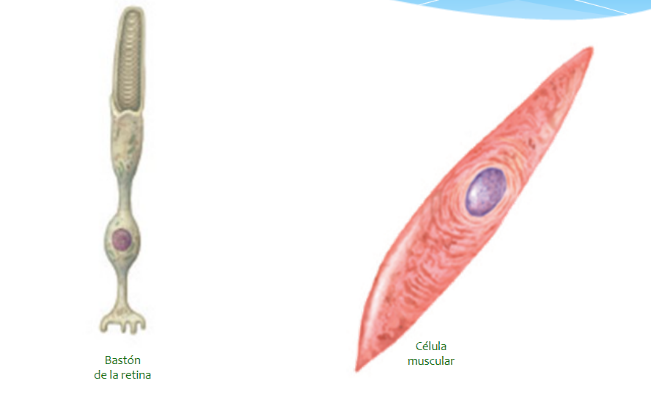 Bastón
de la retina
Célula
muscular